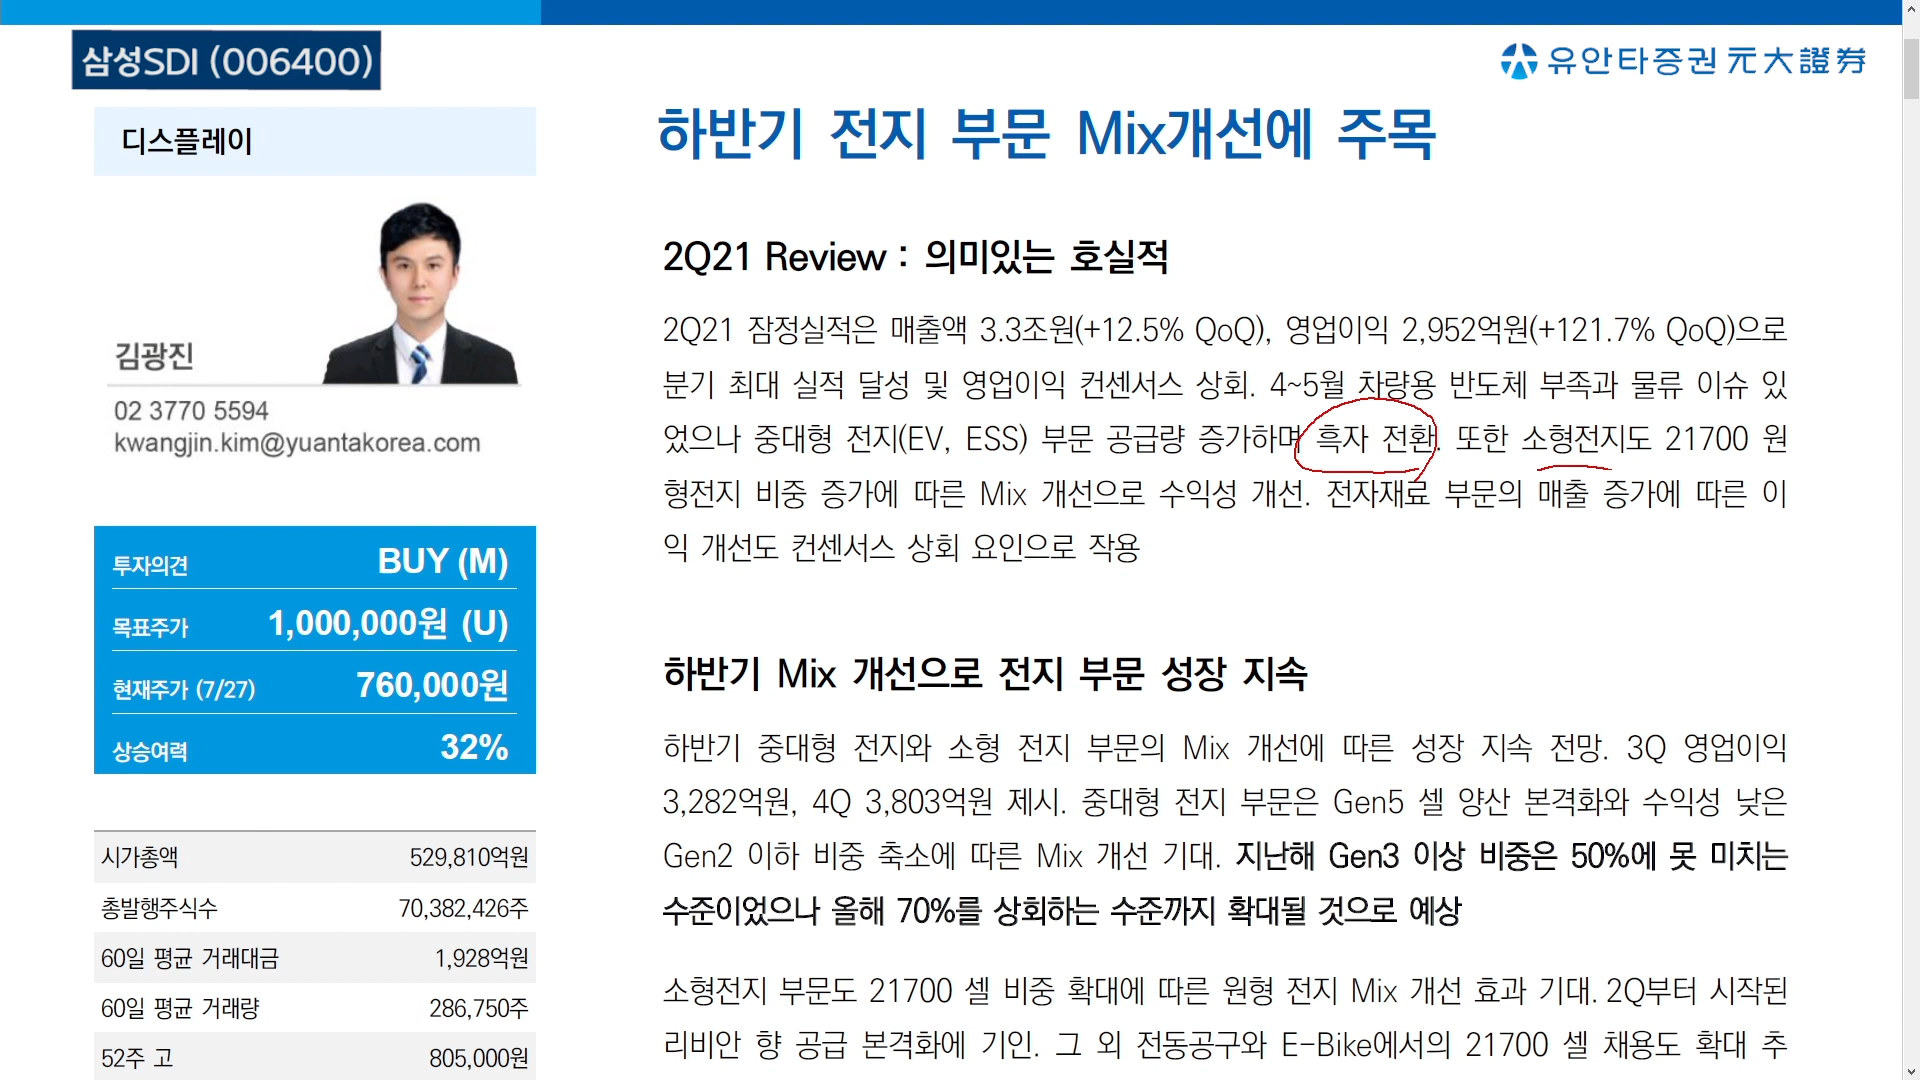 삼성SDI (006400)
유안타증권 元大證券
디스플레이
김광진
02 3770 5594
kwangjin.kim@yuantakorea.com
투자의견 BUY (M)
목표주가 1,000,000원 (U)
현재주가 (7/27) 760,000원
상승여력 32%
시가총액 529,810억원
총발행주식수 70,382,426주
60일 평균 거래대금 1,928억원
60일 평균 거래량 286,750주
52주 고 805,000원
하반기 전지 부문 Mix개선에 주목
2Q21 Review : 의미있는 호실적
2Q21 잠정실적은 매출액 3.3조원(+12.5% QoQ), 영업이익 2,952억원(+121.7% QoQ)으로
분기 최대 실적 달성 및 영업이익 컨센서스 상회. 4~5월 차량용 반도체 부족과 물류 이슈 있
었으나 중대형 전지(EV, ESS) 부문 공급량 증가하며 흑자 전환. 또한 소형전지도 21700 원
형전지 비중 증가에 따른 Mix 개선으로 수익성 개선. 전자재료 부문의 매출 증가에 따른 이
익 개선도 컨센서스 상회 요인으로 작용
하반기 Mix 개선으로 전지 부문 성장 지속
하반기 중대형 전지와 소형 전지 부문의 Mix 개선에 따른 성장 지속 전망. 3Q 영업이익
3,282억원, 4Q 3,803억원 제시. 중대형 전지 부문은 Gen5 셀 양산 본격화와 수익성 낮은
Gen2 이하 비중 축소에 따른 Mix 개선 기대. 지난해 Gen3 이상 비중은 50%에 못 미치는
수준이었으나 올해 70%를 상회하는 수준까지 확대될 것으로 예상
소형전지 부문도 21700 셀 비중 확대에 따른 원형 전지 Mix 개선 효과 기대. 2Q부터 시작된
리비안 향 공급 본격화에 기인. 그 외 전동공구와 E-Bike에서의 21700 셀 채용도 확대 추